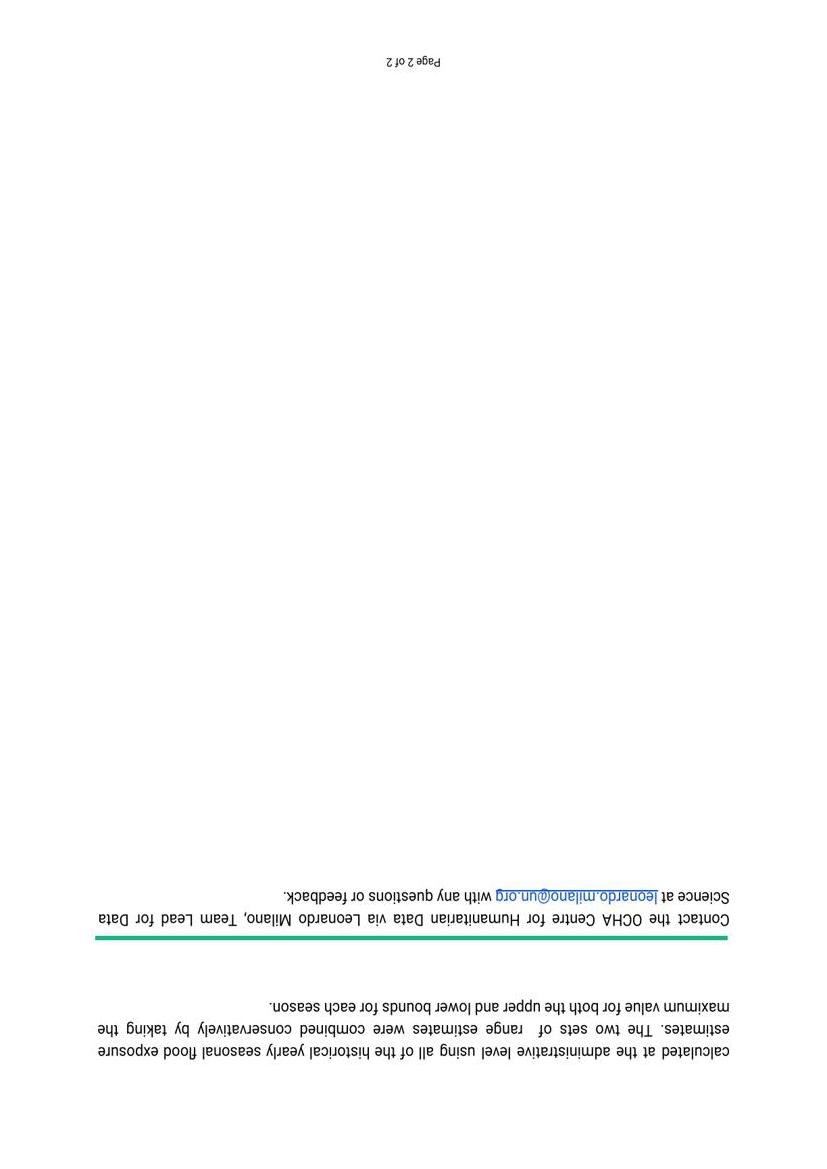 calculated at the administrative level using all of the historical yearly seasonal flood exposure
estimates. The two sets of range estimates were combined conservatively by taking the
maximum value for both the upper and lower bounds for each season.
Contact the OCHA Centre for Humanitarian Data via Leonardo Milano, Team Lead for Data
Science at leonardo.milano@un.org with any questions or feedback.
Page 2 of 2